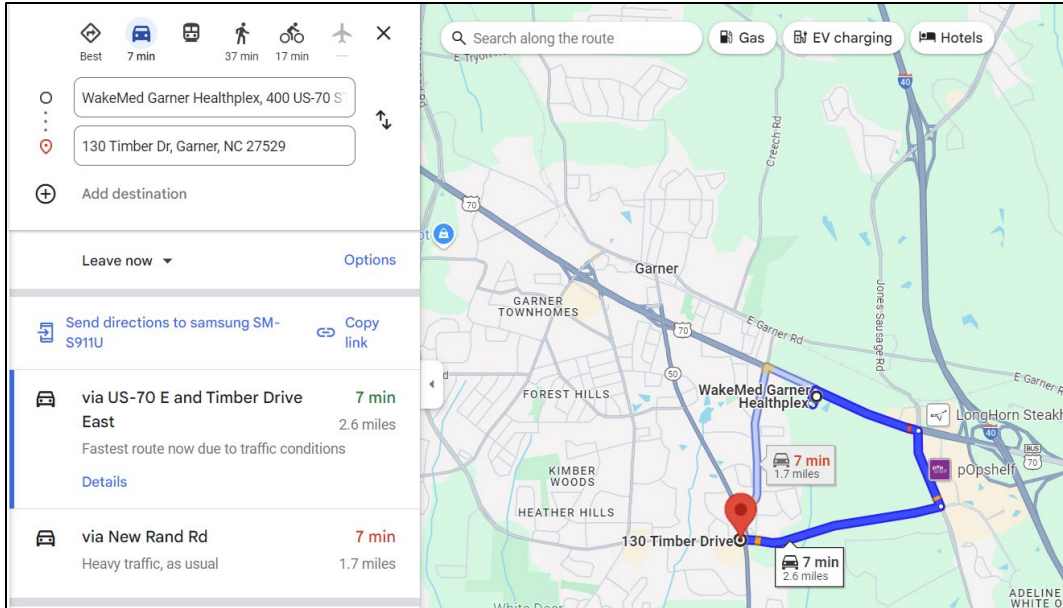 Best
7 min
37 min
17 min
WakeMed Garner Healthplex, 400 US-70 S
130 Timber Dr, Garner, NC 27529
Add destination
Leave now
Options
Send directions to samsung SM-
S911U
Copy
link
via US-70 E and Timber Drive
East
7 min
2.6 miles
Fastest route now due to traffic conditions
Details
via New Rand Rd
7 min
Heavy traffic, as usual
1.7 miles
Search along the route
Gas
EV charging
Hotels
E Tryon
40
Creech Rd
70
Garner
GARNER
TOWNHOMES
70
E Garner Rd
Jones Sausage Rd
50
FOREST HILLS
WakeMed Garner
Healthplex
E Garner R
LongHorn Steakh
40
BUS
70
pOpshelf
7 min
1.7 miles
KIMBER
WOODS
HEATHER HILLS
130 Timber Drive
7 min
2.6 miles
ADELINE
WHITE O
White Deer